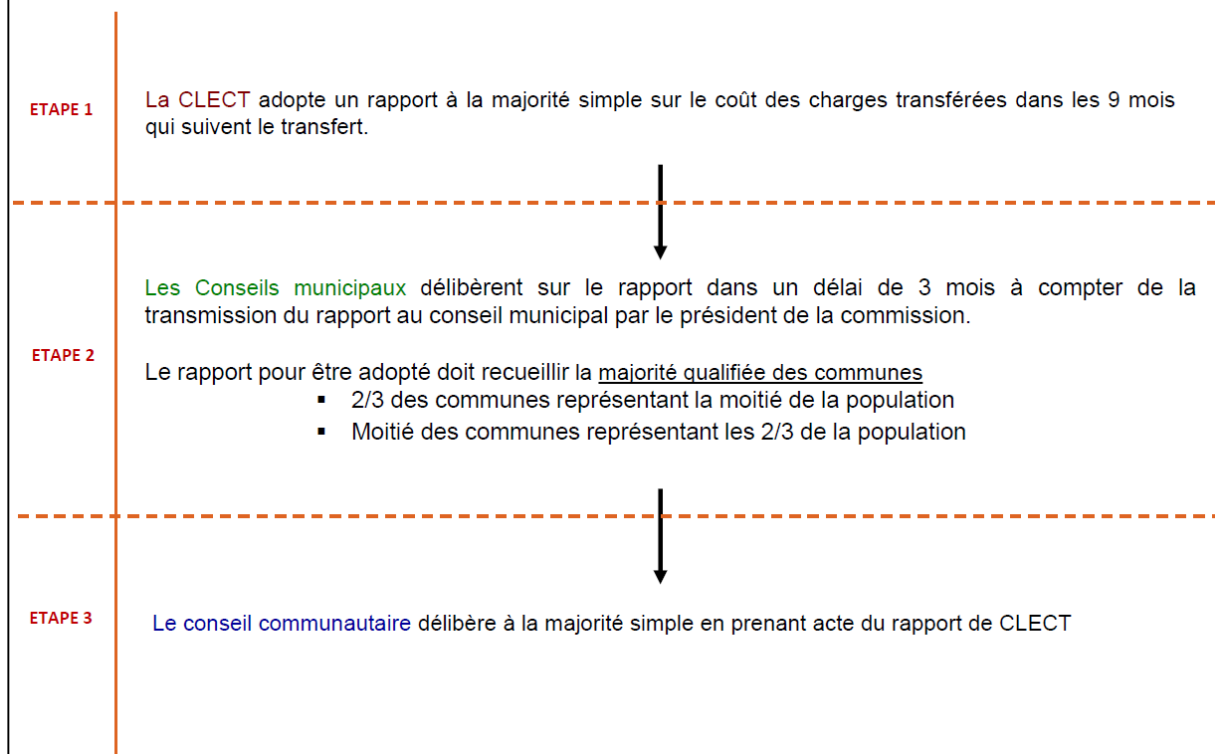 ETAPE 1
La CLECT adopte un rapport à la majorité simple sur le coût des charges transférées dans les 9 mois
qui suivent le transfert.
Les Conseils municipaux délibèrent sur le rapport dans un délai de 3 mois à compter de la
transmission du rapport au conseil municipal par le président de la commission.
ETAPE 2
Le rapport pour être adopté doit recueillir la majorité qualifiée des communes
▪ 2/3 des communes représentant la moitié de la population
▪ Moitié des communes représentant les 2/3 de la population
ETAPE 3
Le conseil communautaire délibère à la majorité simple en prenant acte du rapport de CLECT